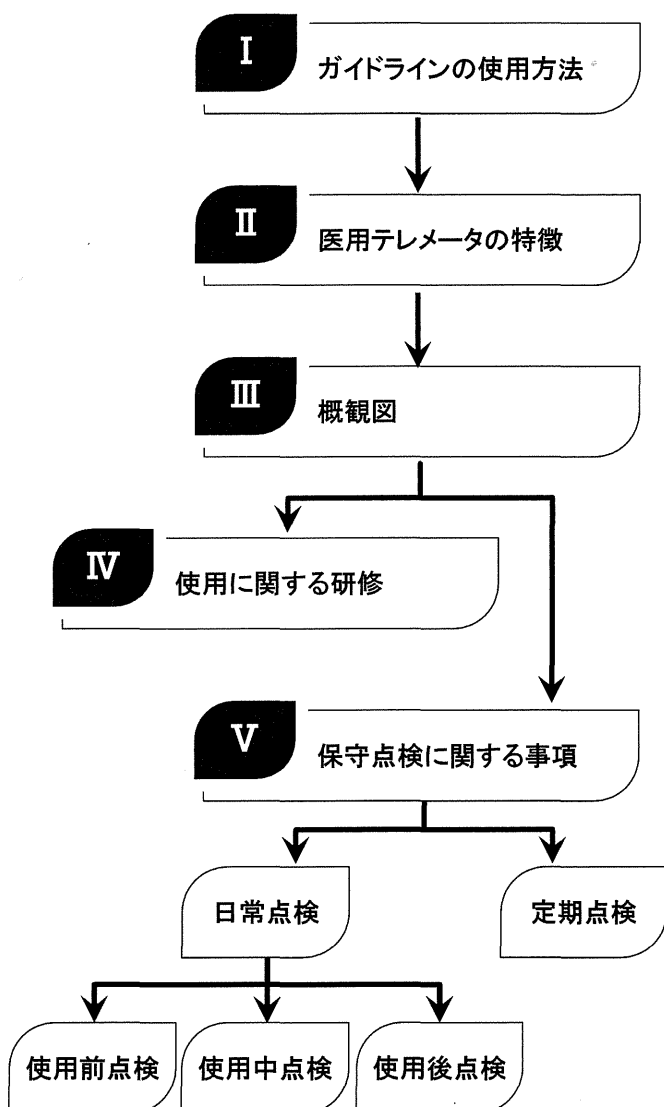 Ⅰ
ガイドラインの使用方法
Ⅱ
医用テレメータの特徴
Ⅲ
概観図
Ⅳ
使用に関する研修
Ⅴ
保守点検に関する事項
日常点検
定期点検
使用前点検
使用中点検
使用後点検